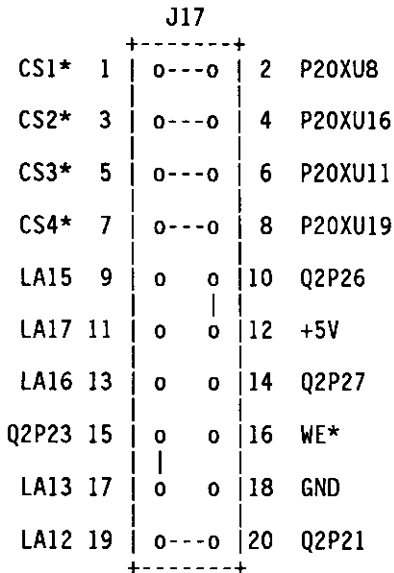 J17
CS1* 1 o---o 2 P20XU8
CS2* 3 o---o 4 P20XU16
CS3* 5 o---o 6 P20XU11
CS4* 7 o---o 8 P20XU19
LA15 9 o o 10 Q2P26
LA17 11 o o 12 +5V
LA16 13 o o 14 Q2P27
Q2P23 15 o o 16 WE*
LA13 17 o o 18 GND
LA12 19 o---o 20 Q2P21